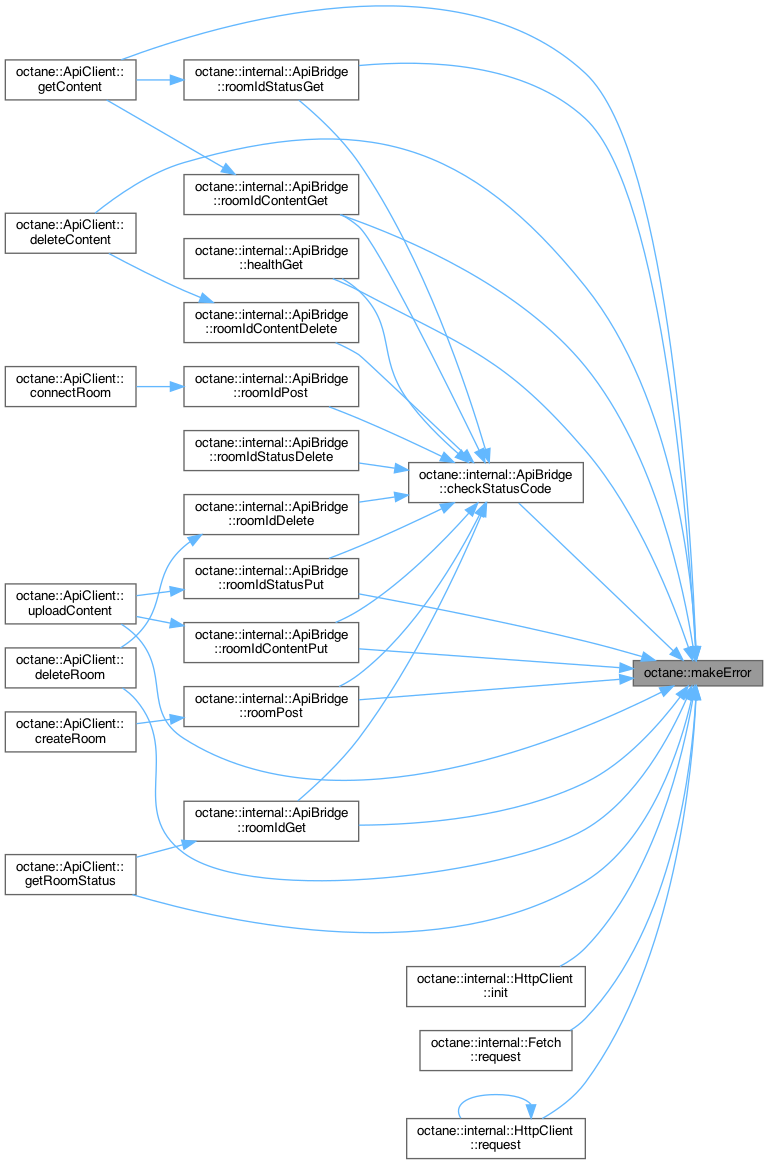 octane::ApiClient::
getContent
octane::internal::ApiBridge
::roomIdStatusGet
octane::internal::ApiBridge
::roomIdContentGet
octane::ApiClient::
deleteContent
octane::internal::ApiBridge
::healthGet
octane::internal::ApiBridge
::roomIdContentDelete
octane::ApiClient::
connectRoom
octane::internal::ApiBridge
::roomIdPost
octane::internal::ApiBridge
::roomIdStatusDelete
octane::internal::ApiBridge
::checkStatusCode
octane::internal::ApiBridge
::roomIdDelete
octane::internal::ApiBridge
::roomIdStatusPut
octane::ApiClient::
uploadContent
octane::internal::ApiBridge
::roomIdContentPut
octane::ApiClient::
deleteRoom
octane::makeError
octane::internal::ApiBridge
::roomPost
octane::ApiClient::
createRoom
octane::internal::ApiBridge
::roomIdGet
octane::ApiClient::
getRoomStatus
octane::internal::HttpClient
::init
octane::internal::Fetch
::request
octane::internal::HttpClient
::request